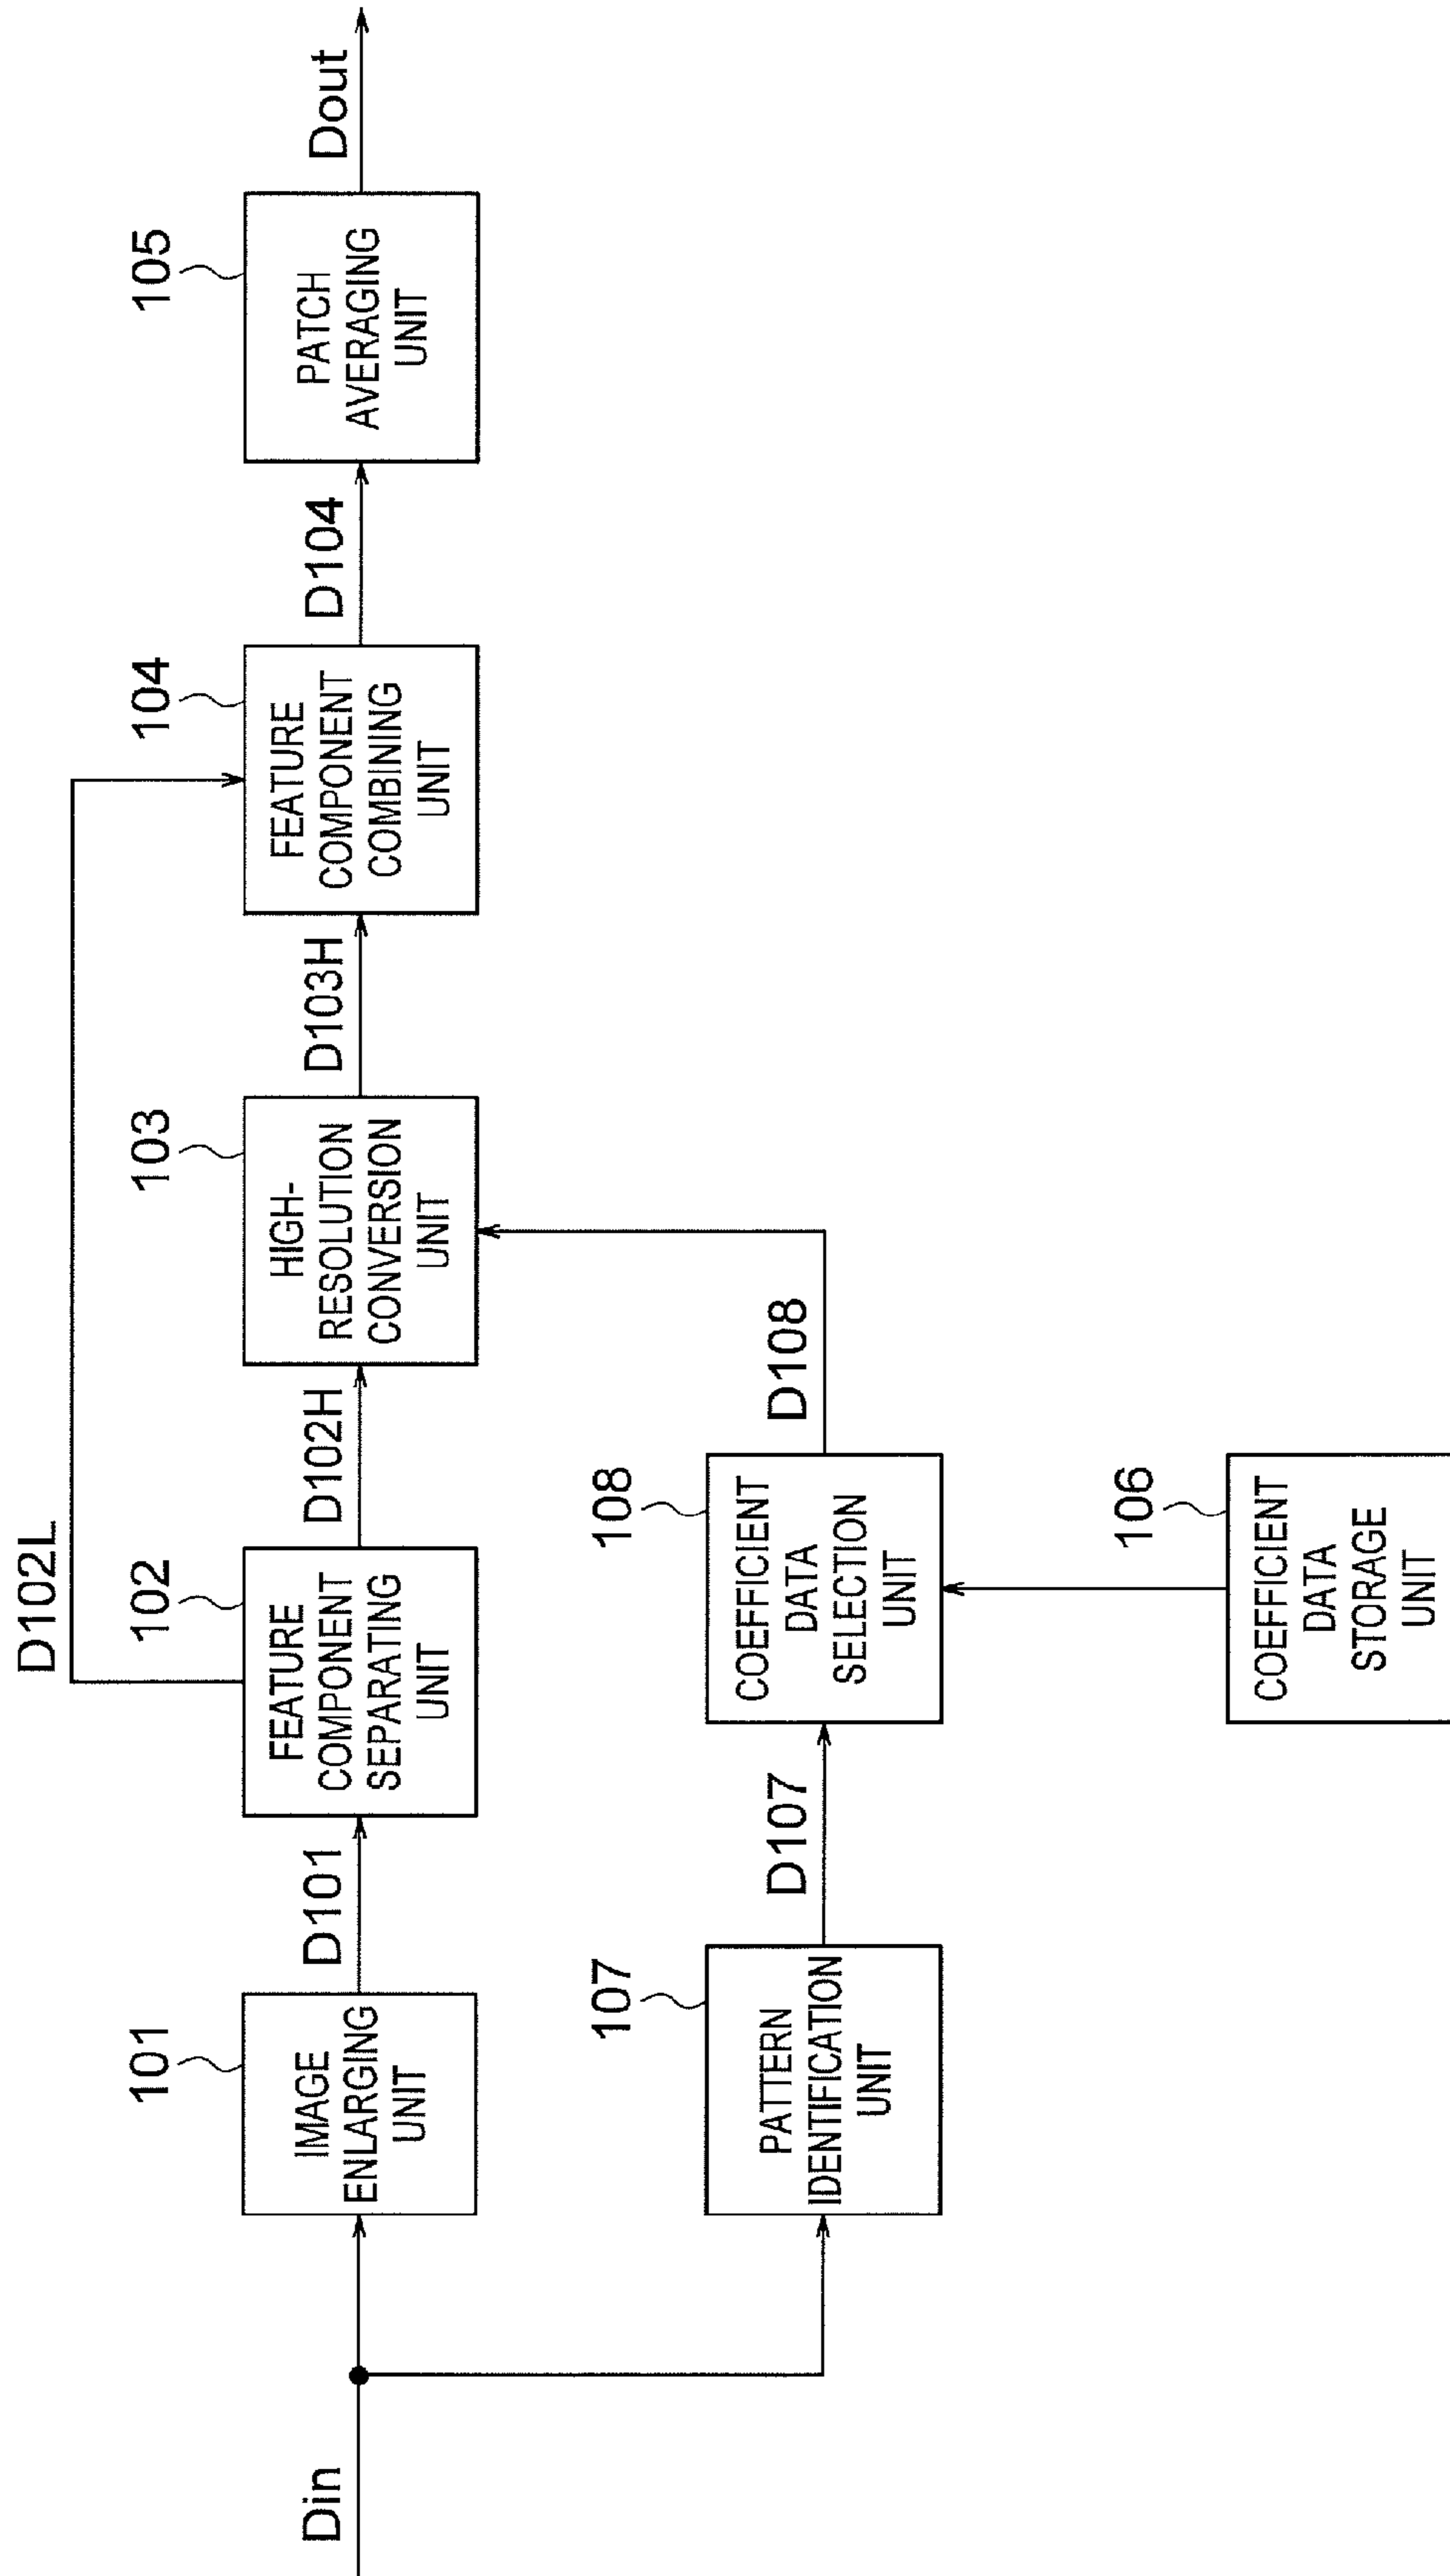 D102L
101
102
103
104
105
Din
IMAGE
ENLARGING
UNIT
D101
FEATURE
COMPONENT
SEPARATING
UNIT
D102H
HIGH-
RESOLUTION
CONVERSION
UNIT
D103H
FEATURE
COMPONENT
COMBINING
UNIT
D104
PATCH
AVERAGING
UNIT
Dout
107
108
PATTERN
IDENTIFICATION
UNIT
D107
COEFFICIENT
DATA
SELECTION
UNIT
D108
106
COEFFICIENT
DATA
STORAGE
UNIT